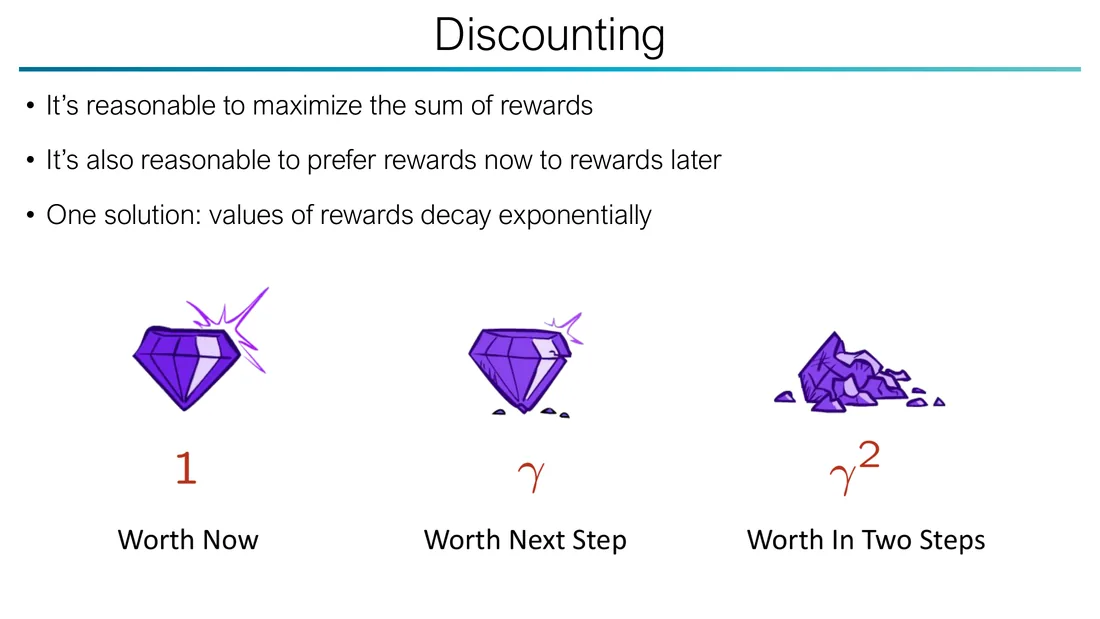 Discounting
• It’s reasonable to maximize the sum of rewards
• It’s also reasonable to prefer rewards now to rewards later
• One solution: values of rewards decay exponentially
1 γ γ²
Worth Now Worth Next Step Worth In Two Steps